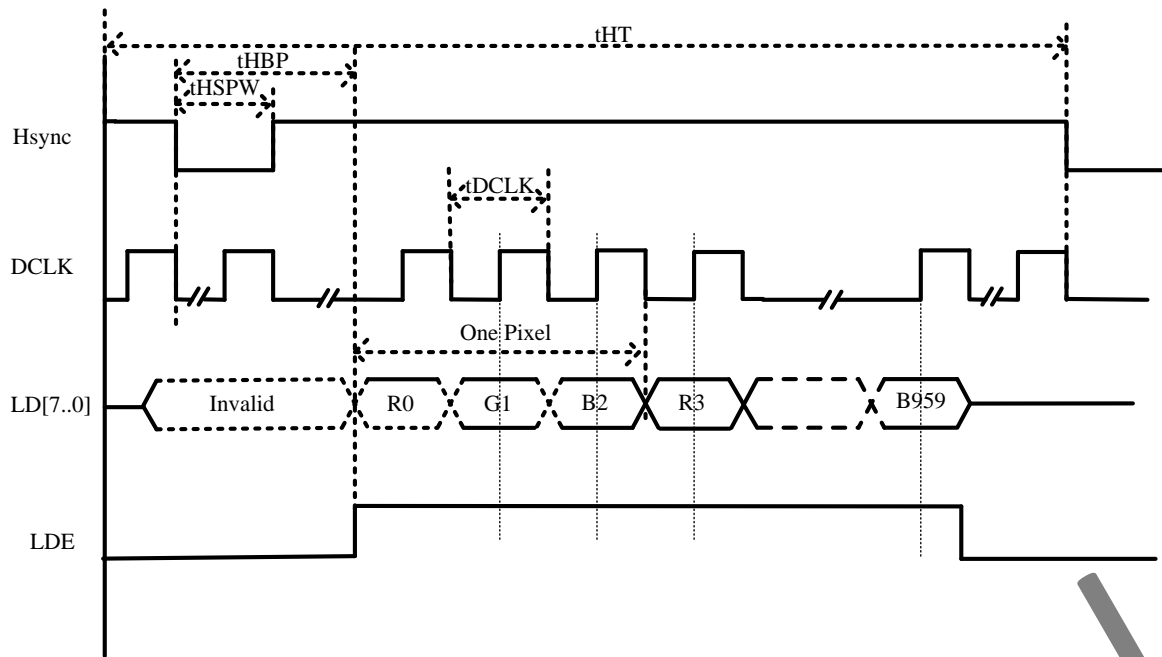 tHT
tHBP
tHSPW
Hsync
tDCLK
DCLK
One Pixel
LD[7..0] Invalid R0 G1 B2 R3 B959
LDE